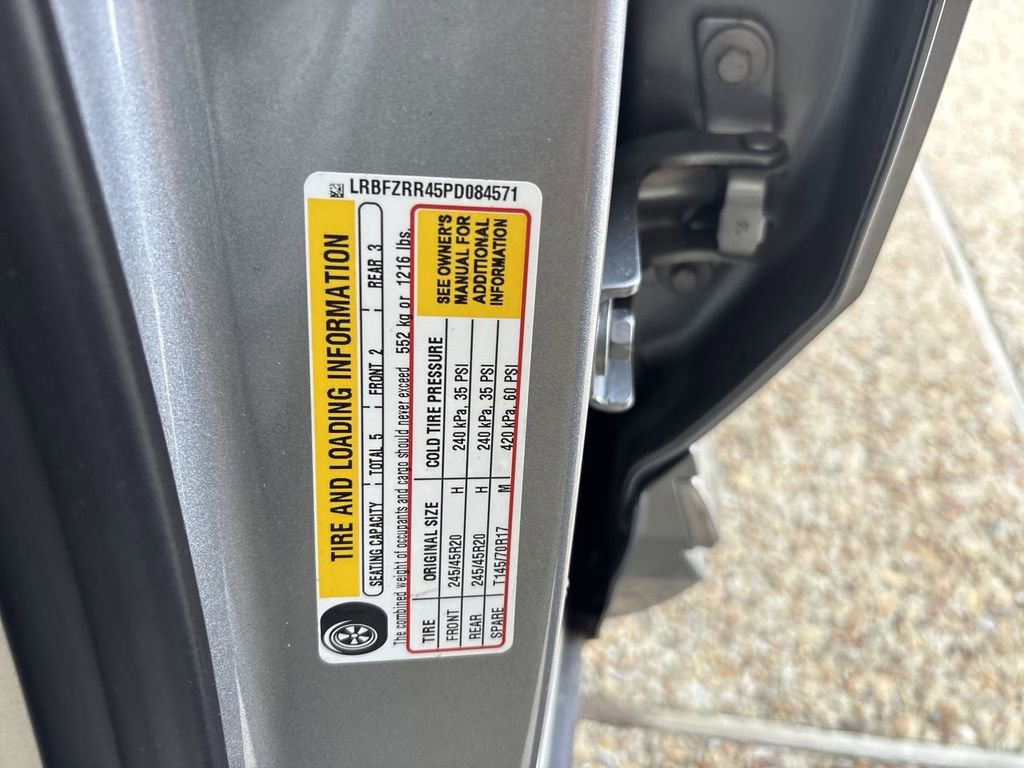 LRBFZRR45PD084571
TIRE AND LOADING INFORMATION
SEATING CAPACITY TOTAL 5 FRONT 2 REAR 3
The combined weight of occupants and cargo should never exceed 552 kg or 1216 lbs.
TIRE ORIGINAL SIZE COLD TIRE PRESSURE
FRONT 245/45R20 H 240 kPa, 35 PSI
REAR 245/45R20 H 240 kPa, 35 PSI
SPARE T145/70R17 M 420 kPa, 60 PSI
SEE OWNER'S
MANUAL FOR
ADDITIONAL
INFORMATION